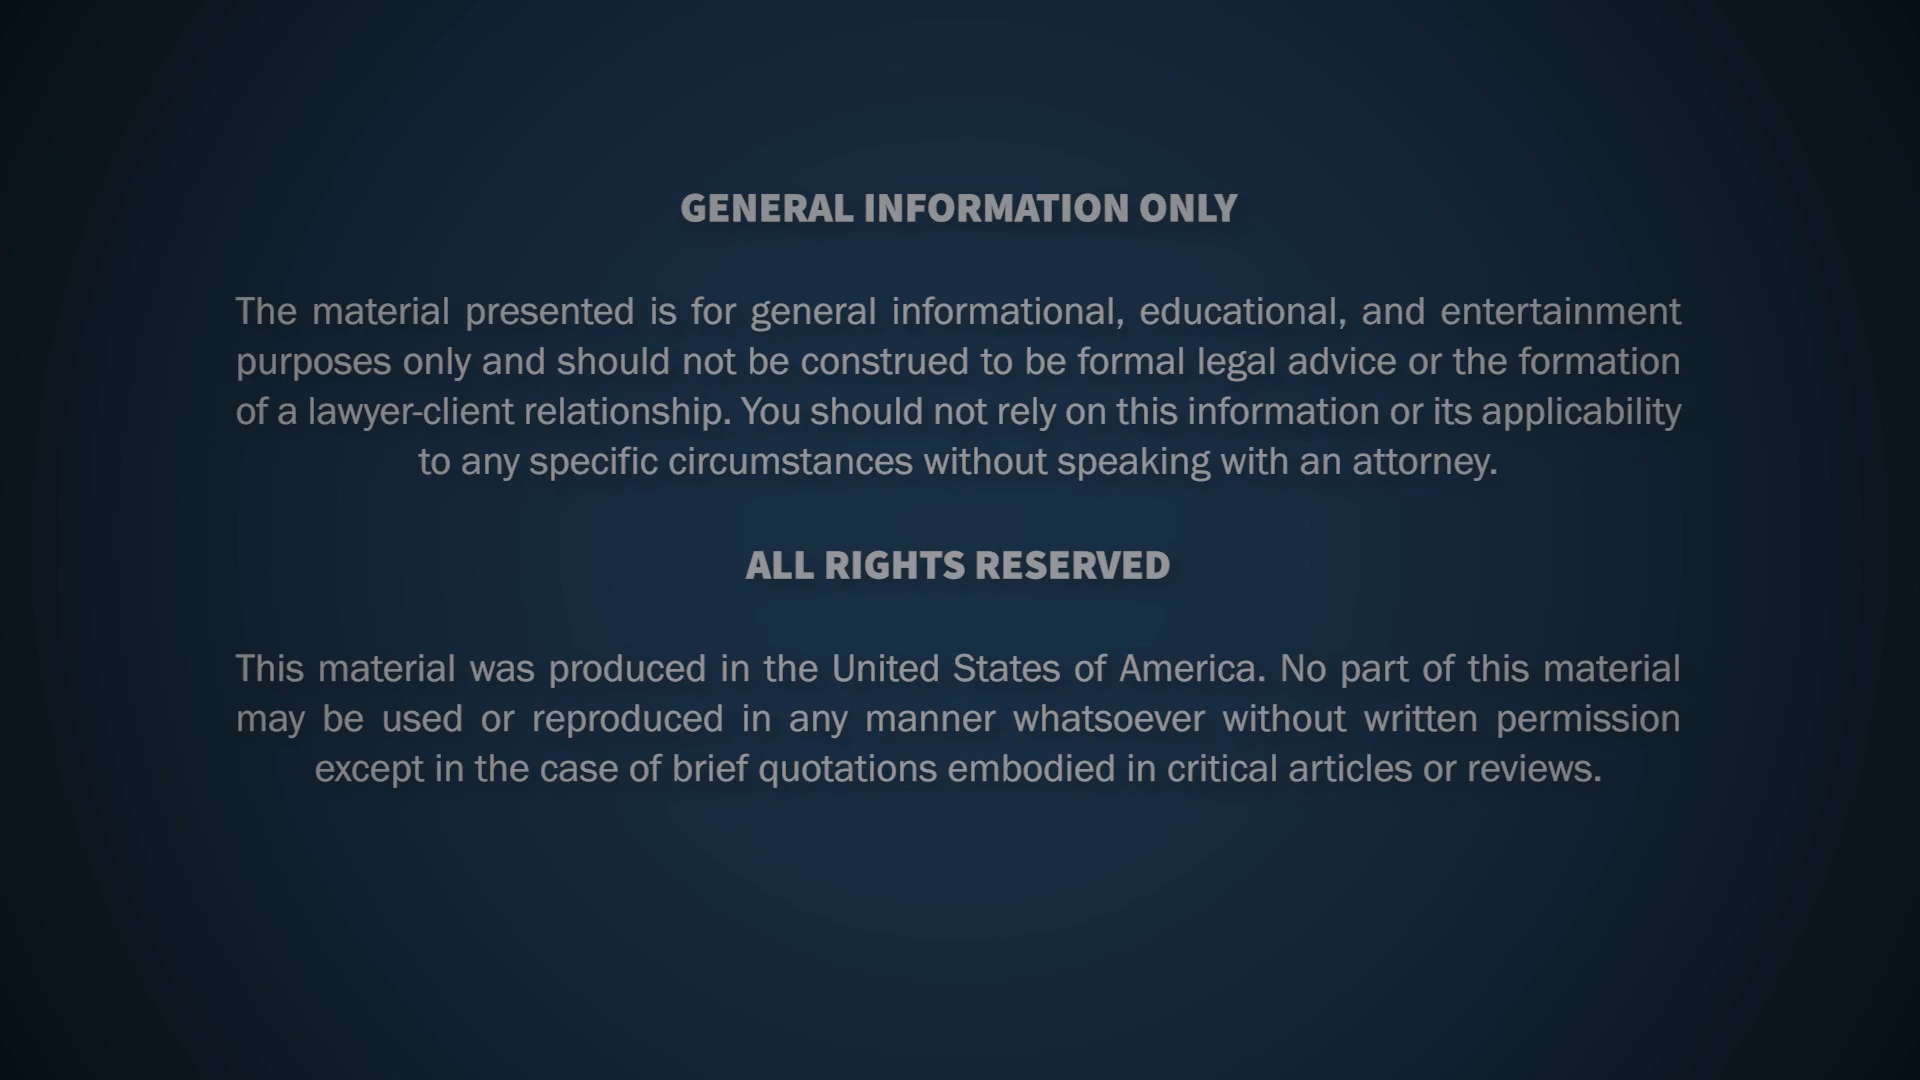 GENERAL INFORMATION ONLY
The material presented is for general informational, educational, and entertainment
purposes only and should not be construed to be formal legal advice or the formation
of a lawyer-client relationship. You should not rely on this information or its applicability
to any specific circumstances without speaking with an attorney.
ALL RIGHTS RESERVED
This material was produced in the United States of America. No part of this material
may be used or reproduced in any manner whatsoever without written permission
except in the case of brief quotations embodied in critical articles or reviews.